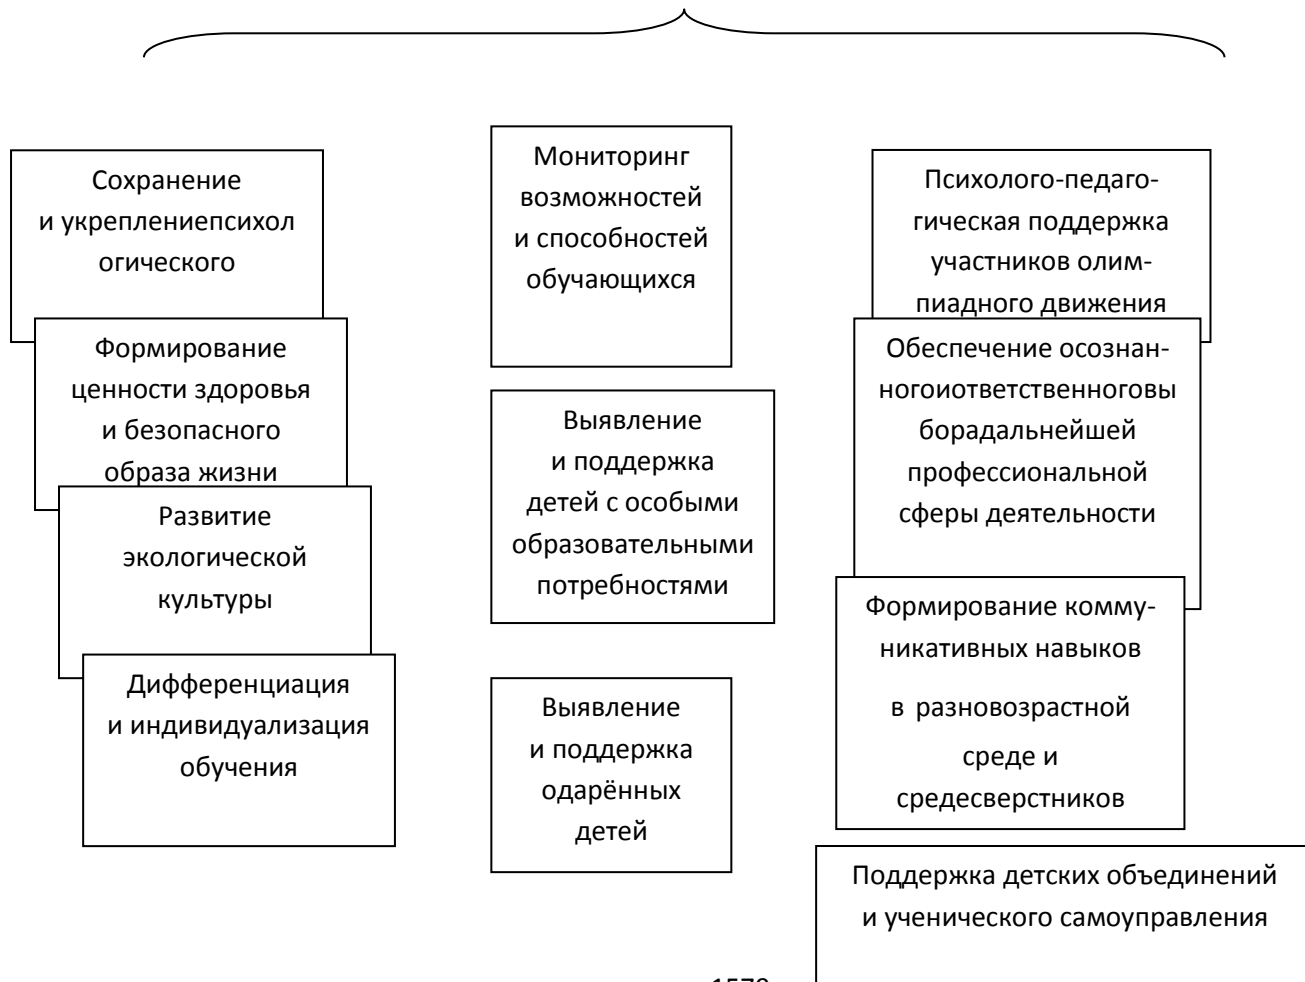 Сохранение
и укреплениепсихол
огического
Формирование
ценности здоровья
и безопасного
образа жизни
Развитие
экологической
культуры
Дифференциация
и индивидуализация
обучения
Мониторинг
возможностей
и способностей
обучающихся
Выявление
и поддержка
детей с особыми
образовательными
потребностями
Выявление
и поддержка
одарённых
детей
Психолого-педаго-
гическая поддержка
участников олим-
пиадного движения
Обеспечение осознан-
ногоиответственноговы
борадальнейшей
профессиональной
сферы деятельности
Формирование комму-
никативных навыков
в разновозрастной
среде и
средесверстников
Поддержка детских объединений
и ученического самоуправления